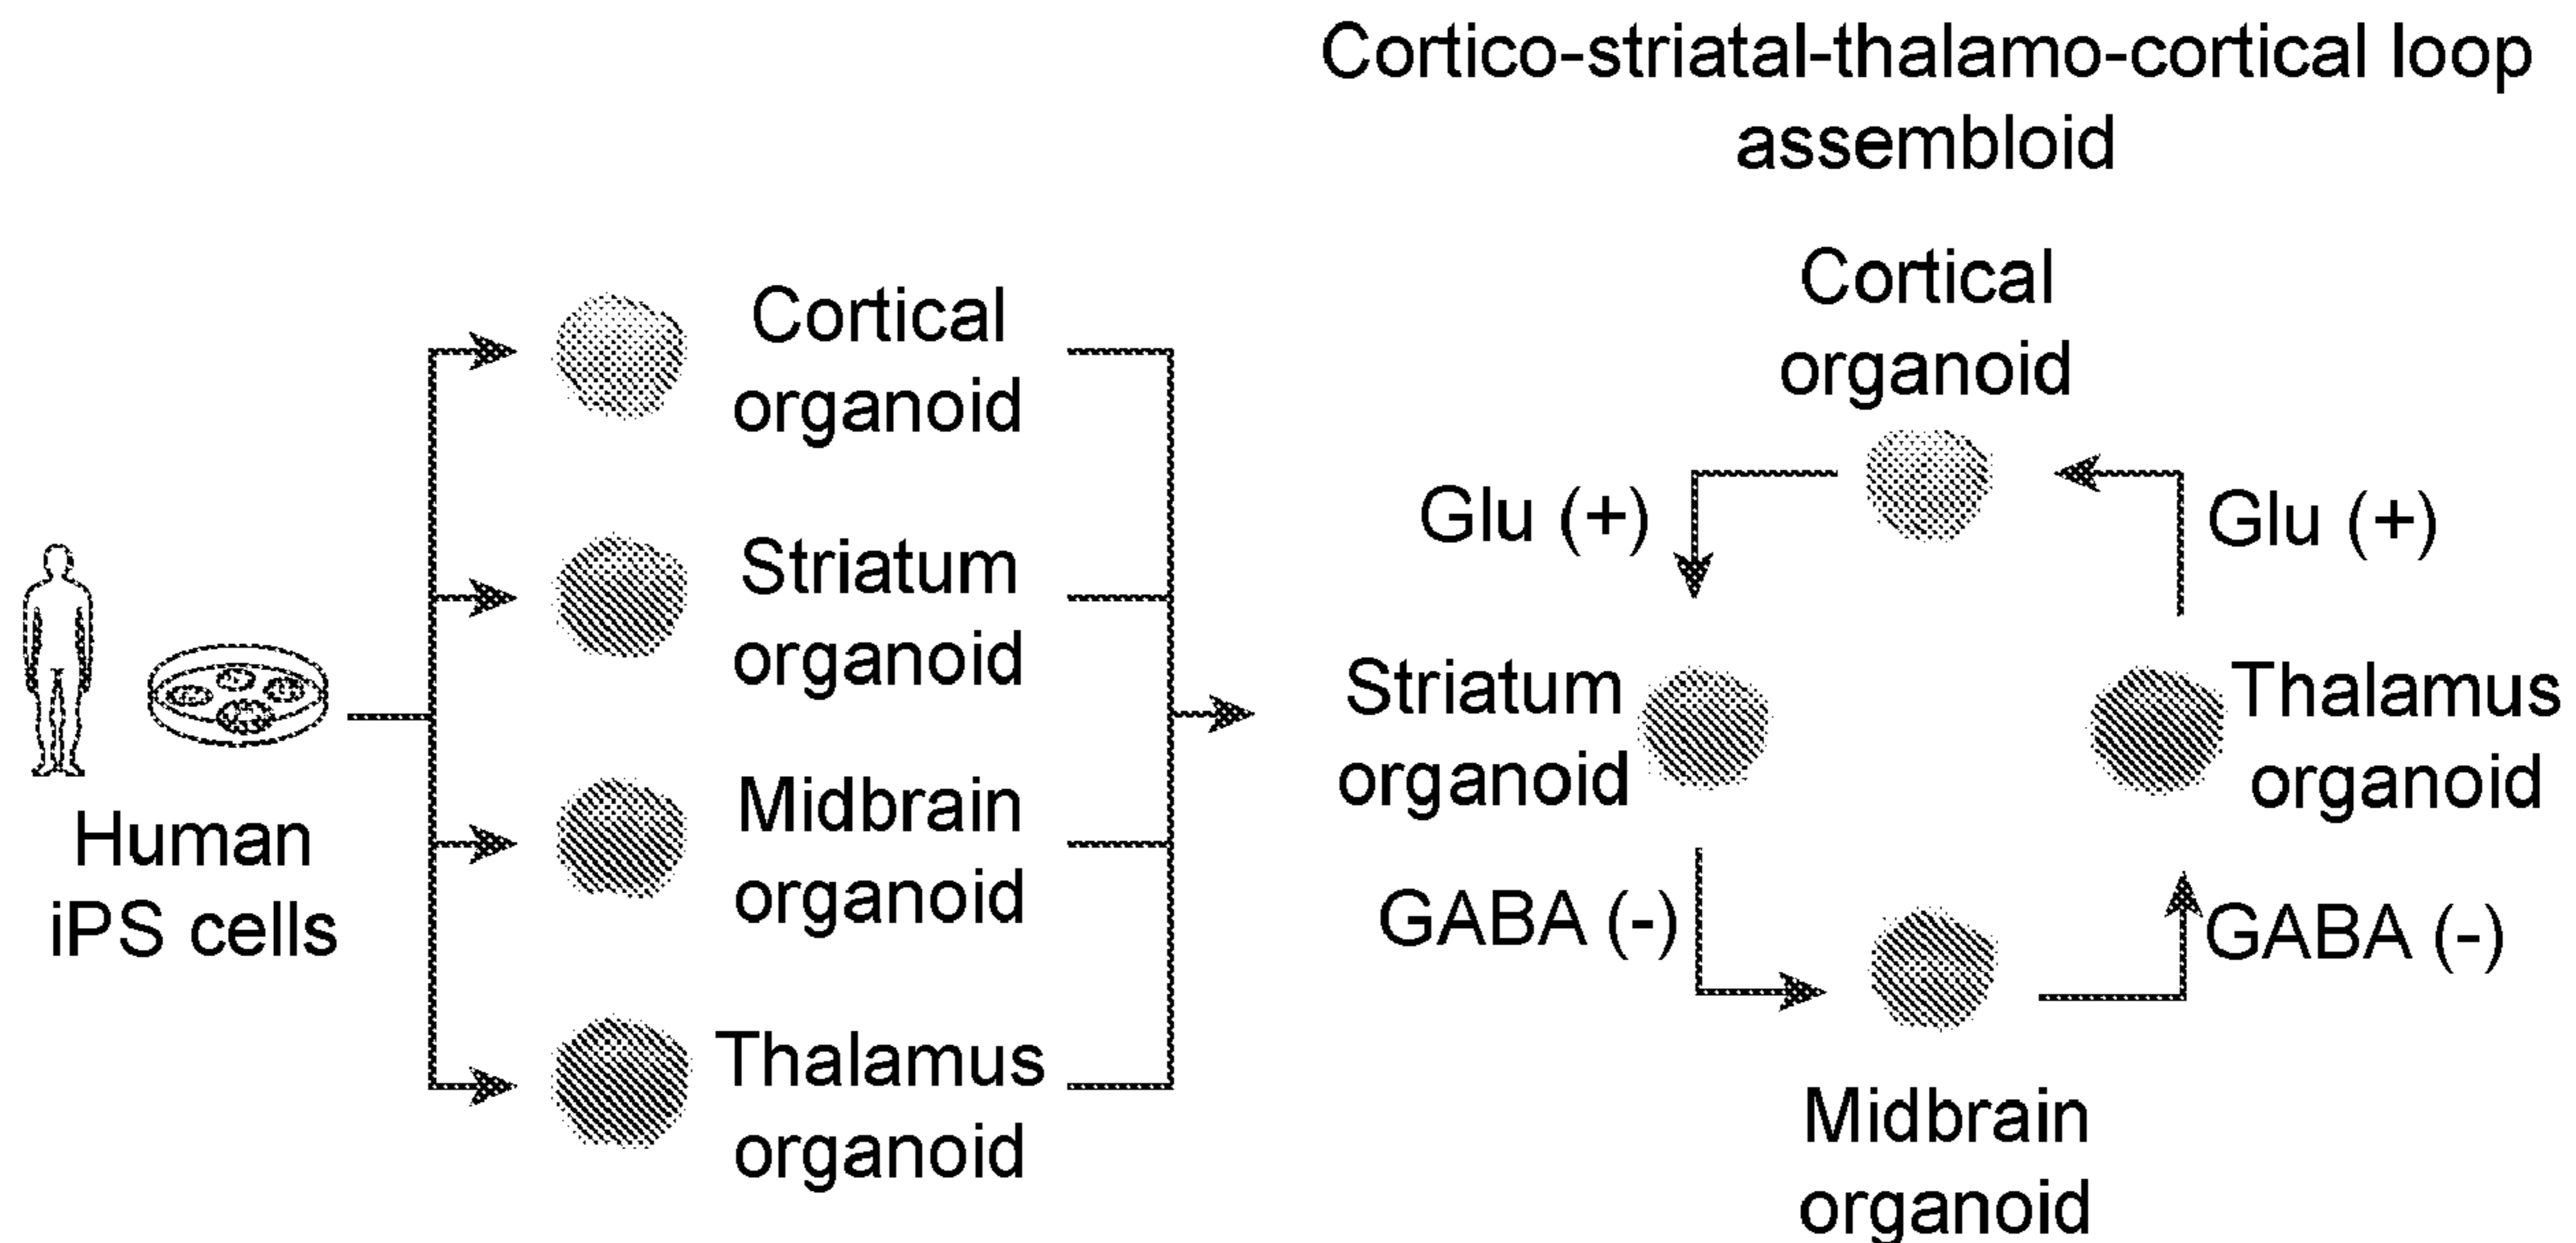 Cortico-striatal-thalamo-cortical loop
assembloid
Human
iPS cells
Cortical
organoid
Striatum
organoid
Midbrain
organoid
Thalamus
organoid
Cortical
organoid
Glu (+)
Glu (+)
Striatum
organoid
Thalamus
organoid
GABA (-)
GABA (-)
Midbrain
organoid